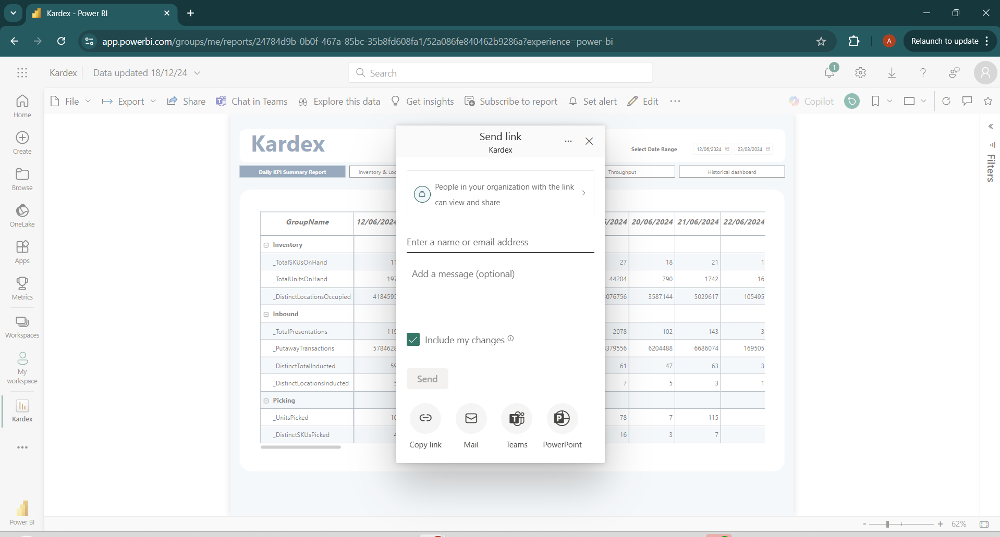 Kardex - Power BI
app.powerbi.com/groups/me/reports/24784d9b-0b0f-467a-85bc-35b8fd608fa1/52a086fe840462b9286a?experience=power-bi
A
Relaunch to update
Kardex
Data updated 18/12/24
Search
1
File
Export
Share
Chat in Teams
Explore this data
Get insights
Subscribe to report
Set alert
Edit
Copilot
Home
Create
Browse
OneLake
Apps
Metrics
Workspaces
My
workspace
Kardex
Power BI
Kardex
Select Date Range
12/06/2024
23/08/2024
Daily KPI Summary Report
Inventory & Loc
Throughput
Historical dashboard
GroupName 12/06/2024 /2024 20/06/2024 21/06/2024 22/06/2024
Inventory
_TotalSKUsOnHand 11 27 18 21 1
_TotalUnitsOnHand 197 44204 790 1742 16
_DistinctLocationsOccupied 4184595 076756 3587144 5029617 105495
Inbound
_TotalPresentations 119 2078 102 143 3
_PutawayTransactions 5784628 379556 6204488 6686074 169505
_DistinctTotalInducted 59 61 47 63 3
_DistinctLocationsInducted 5 7 5 3 1
Picking
_UnitsPicked 16 78 7 115
_DistinctSKUsPicked 4 16 3 7
Send link
Kardex
People in your organization with the link
can view and share
Enter a name or email address
Add a message (optional)
Include my changes
Send
Copy link
Mail
Teams
PowerPoint
Filters
- + 62%